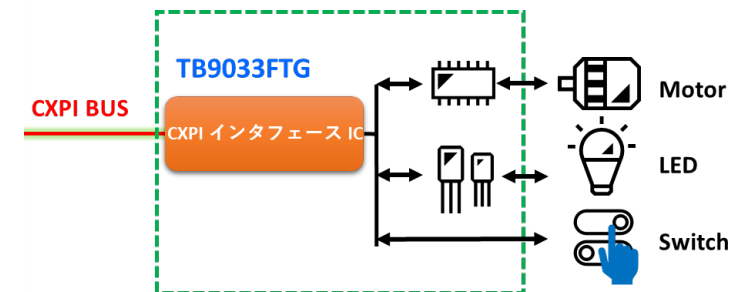 TB9033FTG
CXPI BUS
CXPI インタフェース IC
Motor
LED
Switch